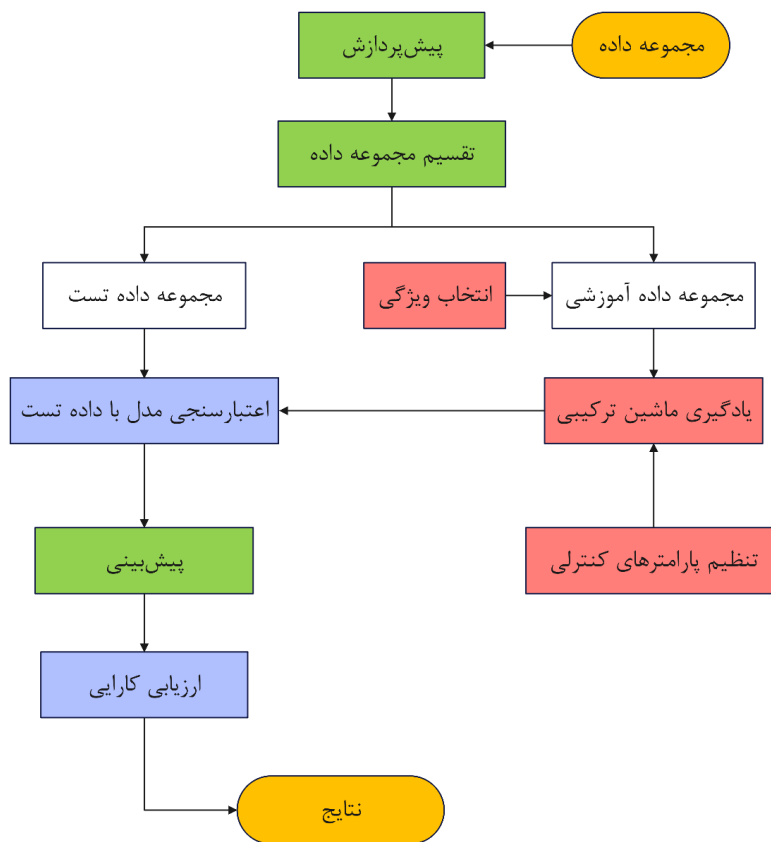 مجموعه داده
پیش‌پردازش
تقسیم مجموعه داده
مجموعه داده آموزشی
انتخاب ویژگی
مجموعه داده تست
یادگیری ماشین ترکیبی
اعتبارسنجی مدل با داده تست
تنظیم پارامترهای کنترلی
پیش‌بینی
ارزیابی کارایی
نتایج